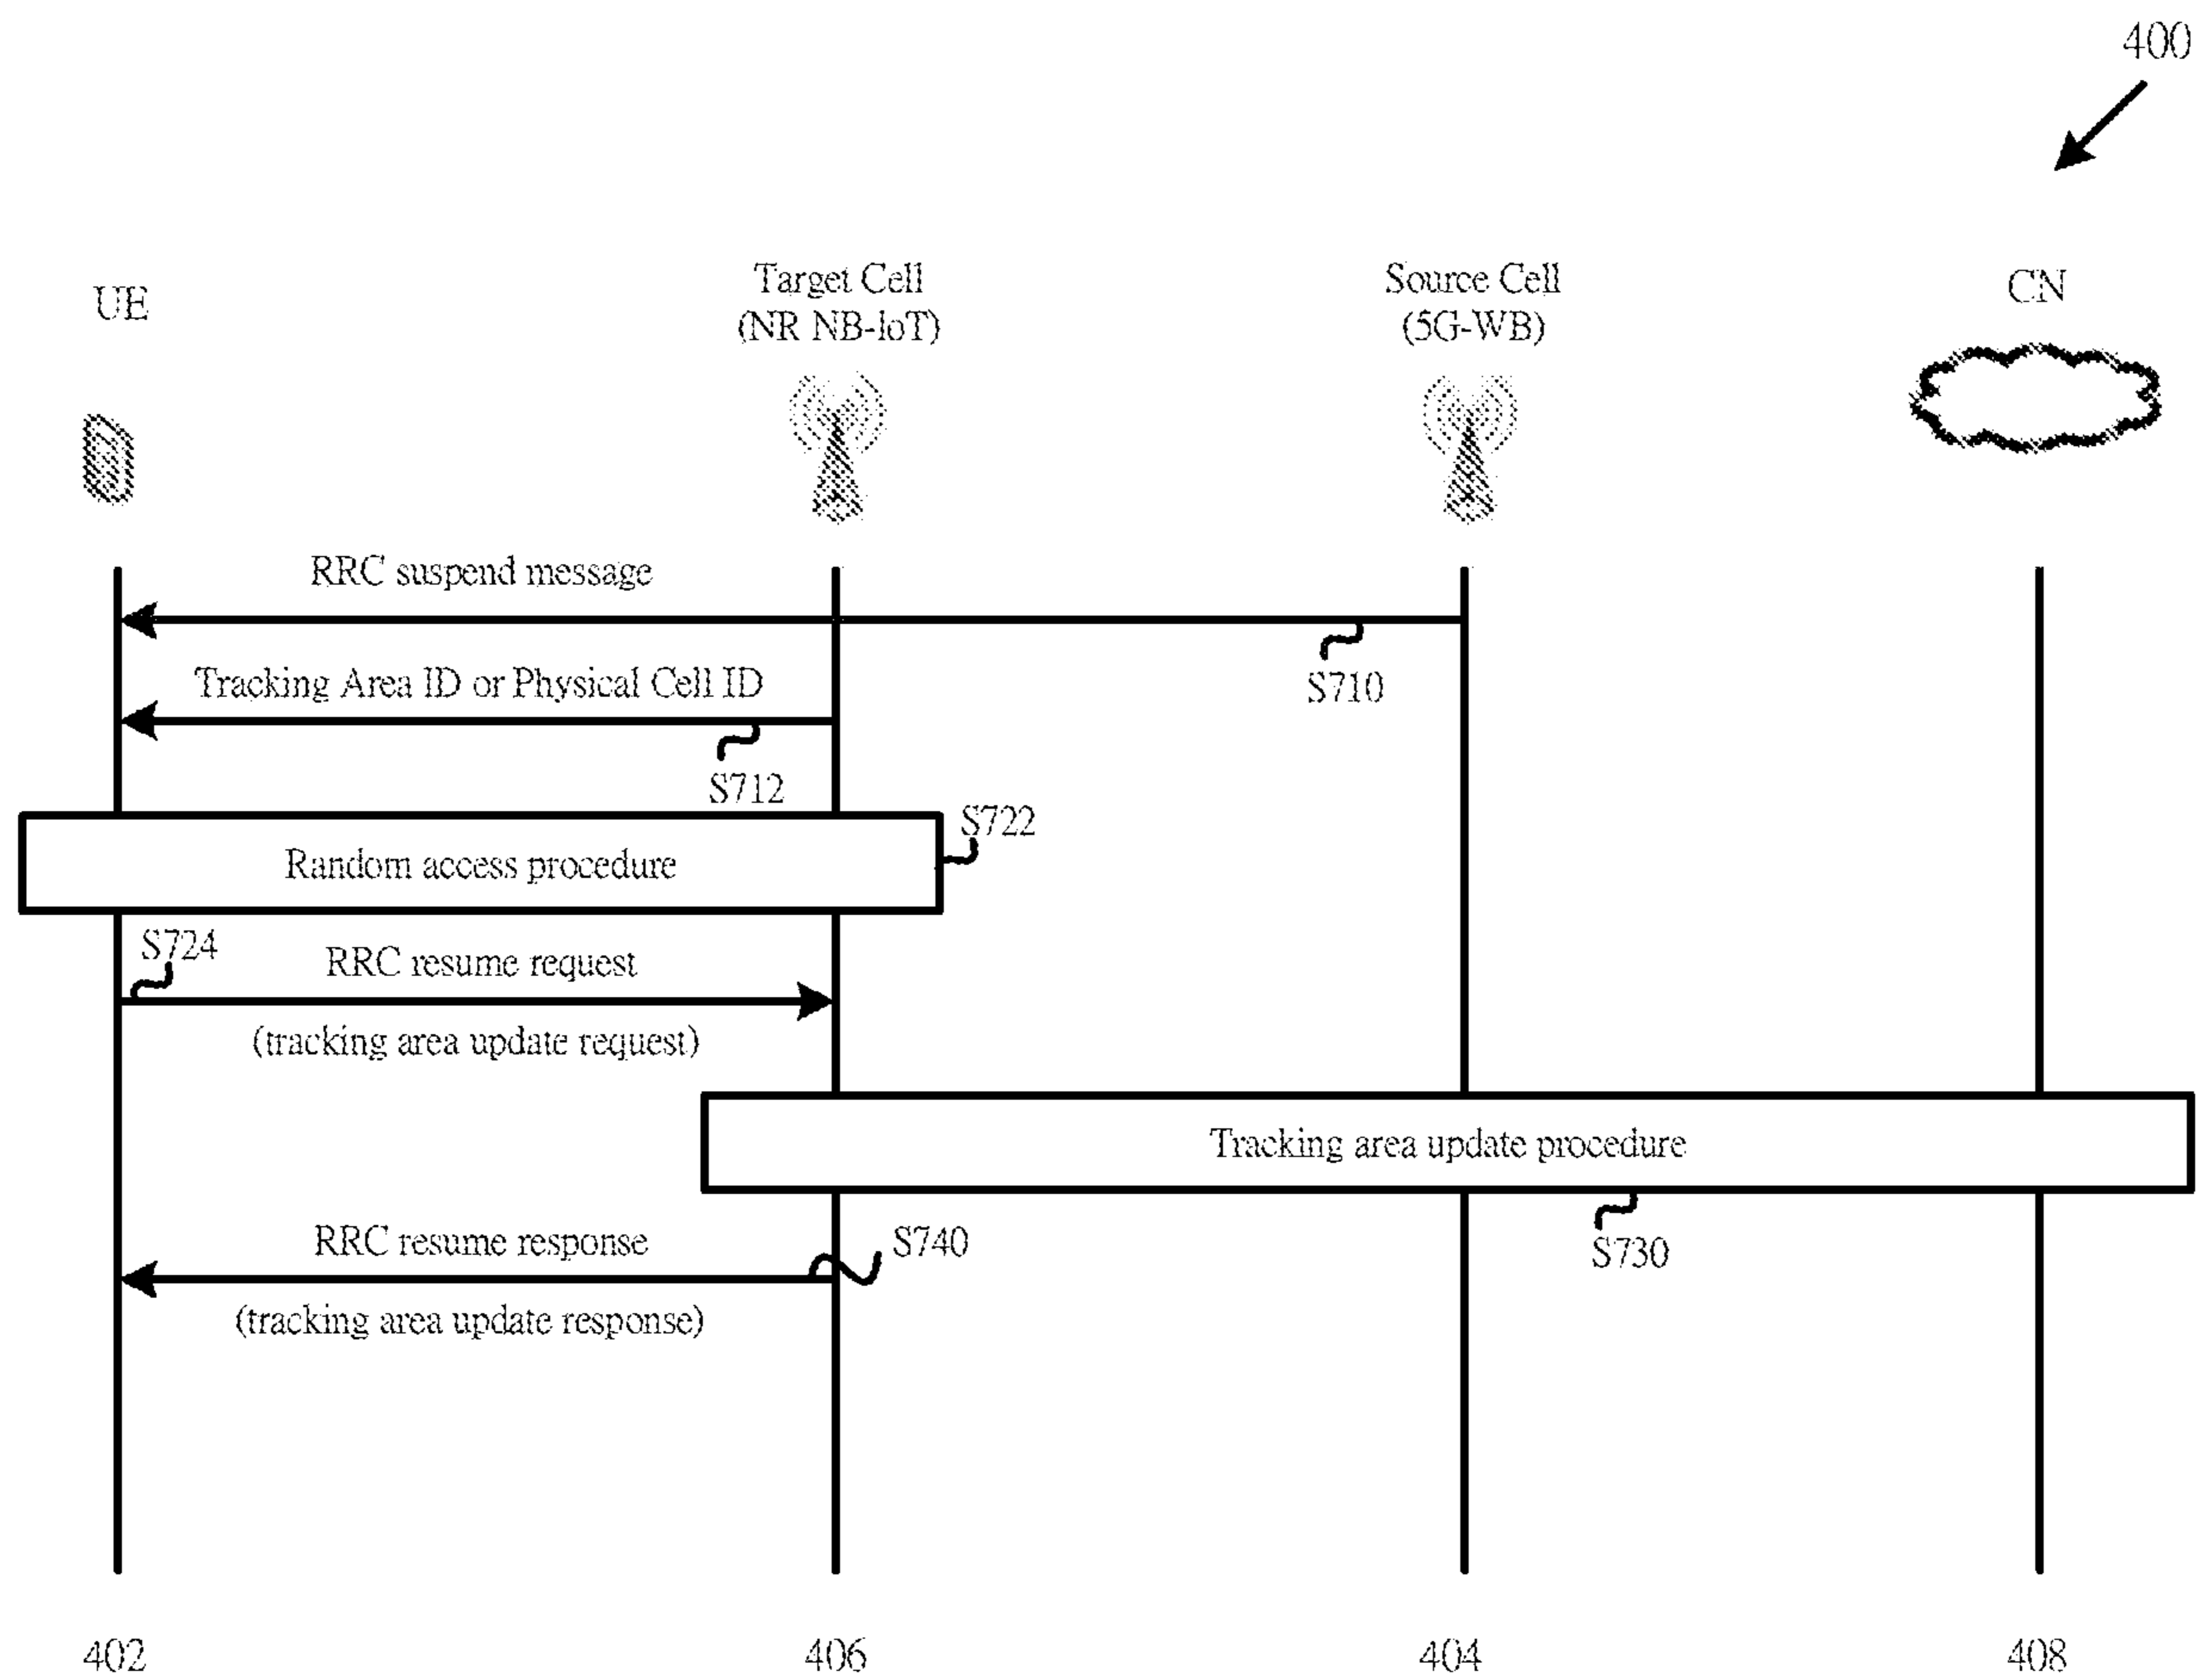 400
UE
Target Cell
(NR NB-IoT)
Source Cell
(5G-WB)
CN
RRC suspend message
S710
Tracking Area ID or Physical Cell ID
S712
S722
Random access procedure
S724
RRC resume request
(tracking area update request)
Tracking area update procedure
S730
RRC resume response
S740
(tracking area update response)
402
406
404
408